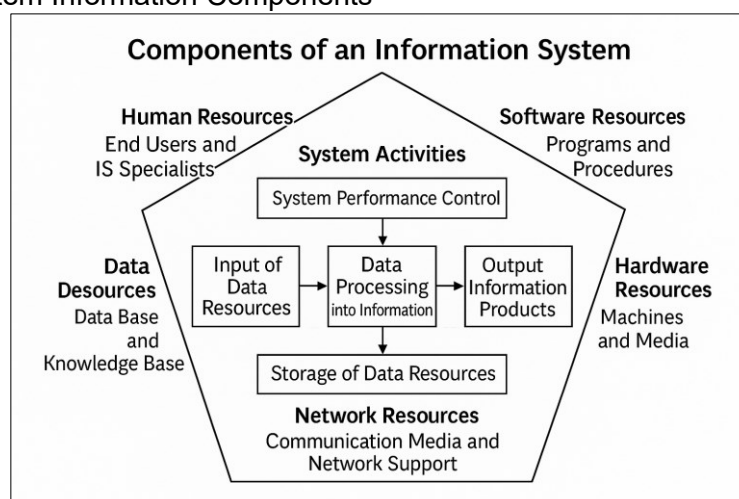 tem Information Components
Components of an Information System
Human Resources
End Users and
IS Specialists
Software Resources
Programs and
Procedures
System Activities
System Performance Control
Data
Desources
Data Base
and
Knowledge Base
Input of
Data
Resources
Data
Processing
into Information
Output
Information
Products
Hardware
Resources
Machines
and Media
Storage of Data Resources
Network Resources
Communication Media and
Network Support